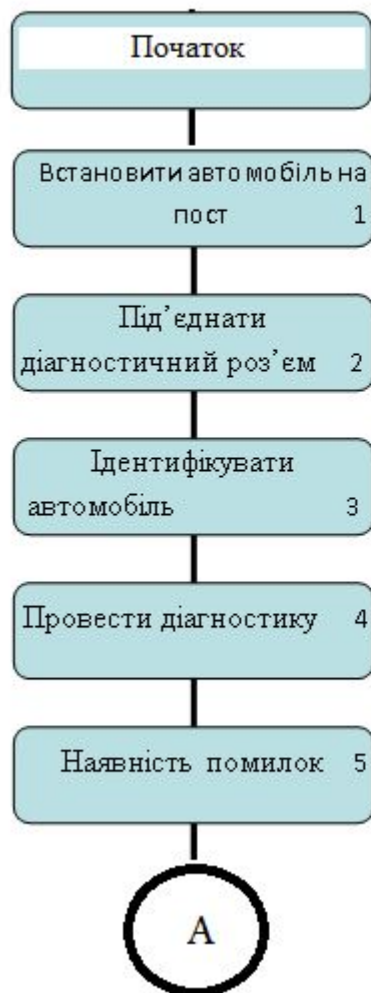 Початок
Встановити автомобіль на
пост 1
Під’єднати
діагностичний роз’єм 2
Ідентифікувати
автомобіль 3
Провести діагностику 4
Наявність помилок 5
А